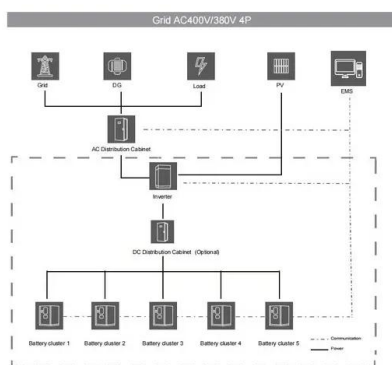 Grid AC400V/380V 4P
Grid
DG
Load
PV
EMS
AC Distribution Cabinet
Inverter
DC Distribution Cabinet (Optional)
Battery cluster 1
Battery cluster 2
Battery cluster 3
Battery cluster 4
Battery cluster 5
Communication
Power